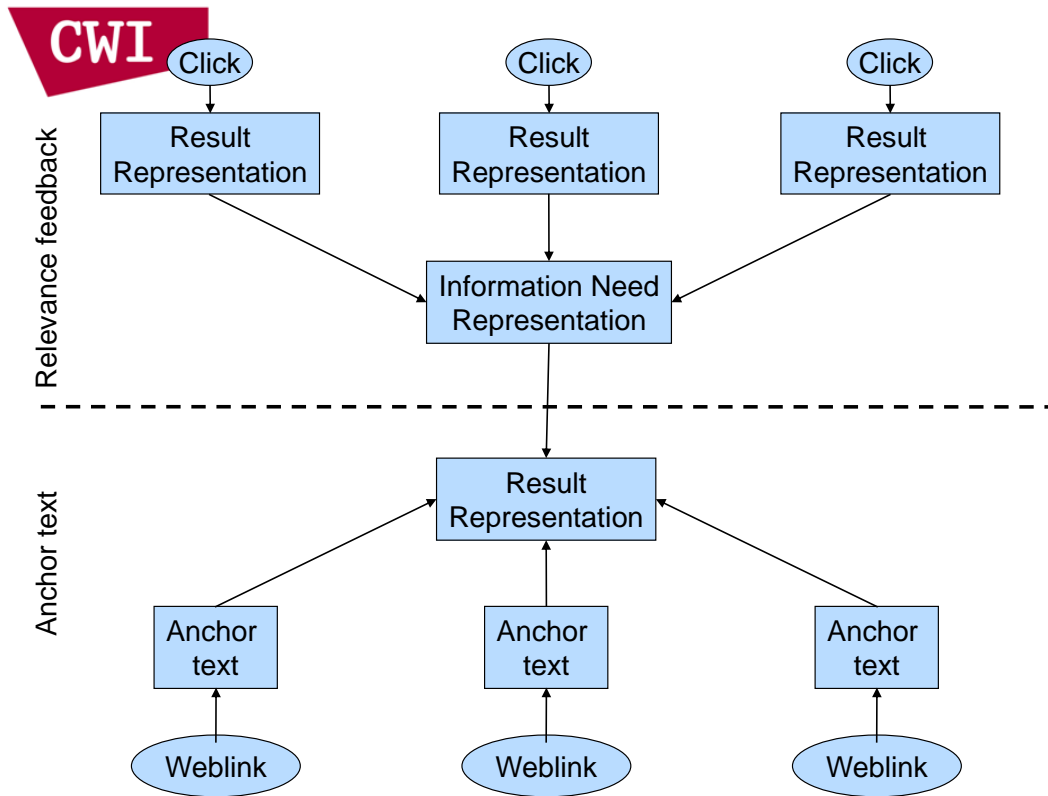 CWI
Click
Click
Click
Result
Representation
Result
Representation
Result
Representation
Relevance feedback
Information Need
Representation
Result
Representation
Anchor text
Anchor
text
Anchor
text
Anchor
text
Weblink
Weblink
Weblink